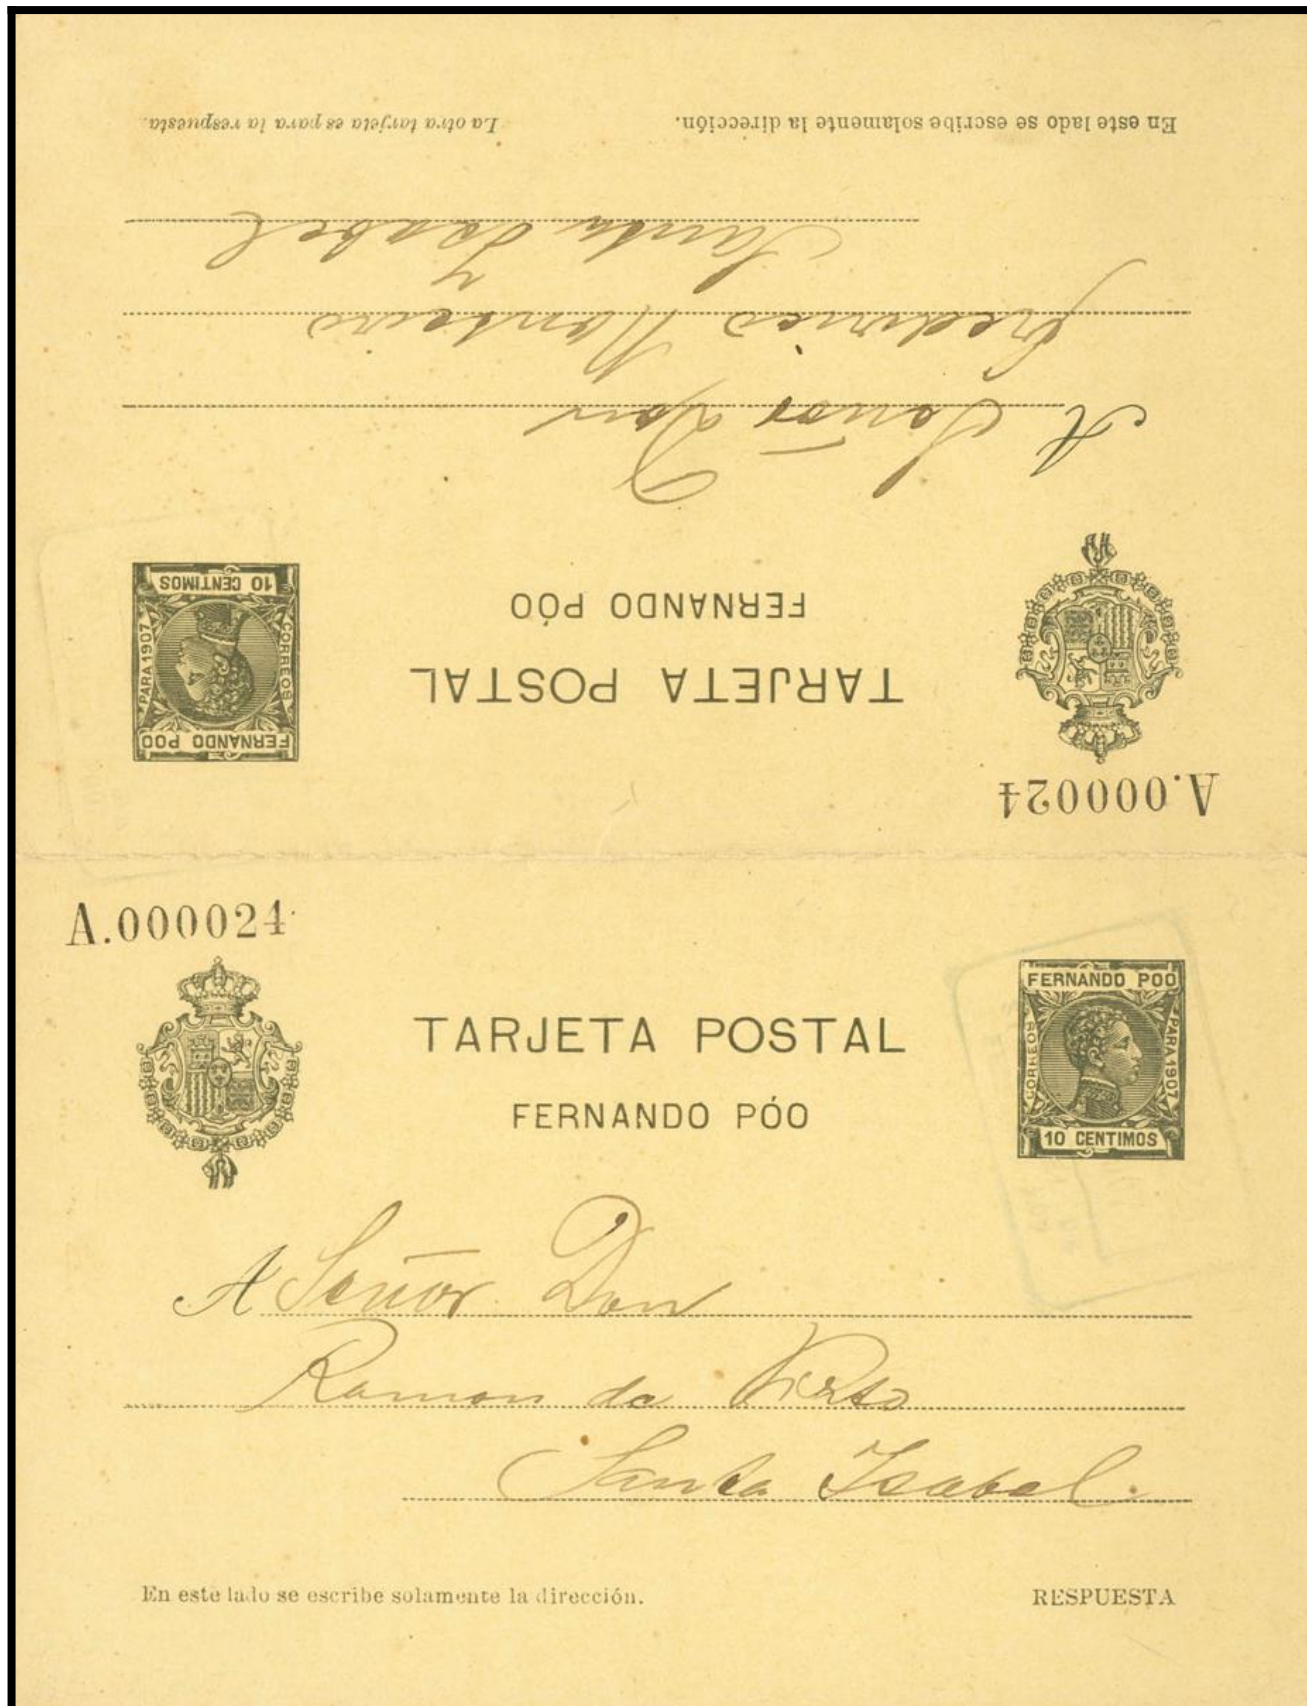 La otra tarjeta es para la respuesta.
En este lado se escribe solamente la dirección.
Santa Isabel
Monteiro
A Señor Don
FERNANDO PÓO
TARJETA POSTAL
FERNANDO POO
CORREOS
PARA 1907
10 CENTIMOS
A.000024
A.000024
TARJETA POSTAL
FERNANDO PÓO
FERNANDO POO
CORREOS
PARA 1907
10 CENTIMOS
A Señor Don
Ramon de
Santa Isabel.
En este lado se escribe solamente la dirección.
RESPUESTA